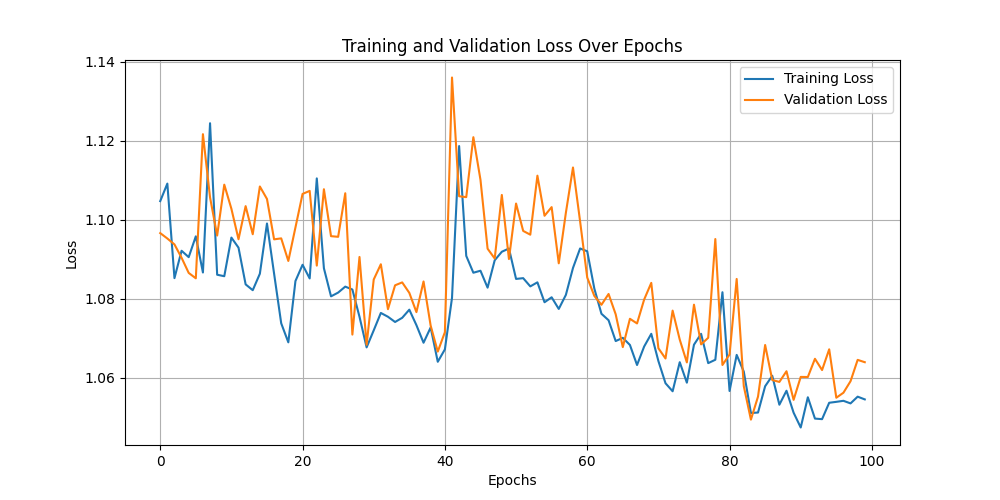 Training and Validation Loss Over Epochs
1.14
1.12
1.10
1.08
1.06
Loss
Training Loss
Validation Loss
0 20 40 60 80 100
Epochs